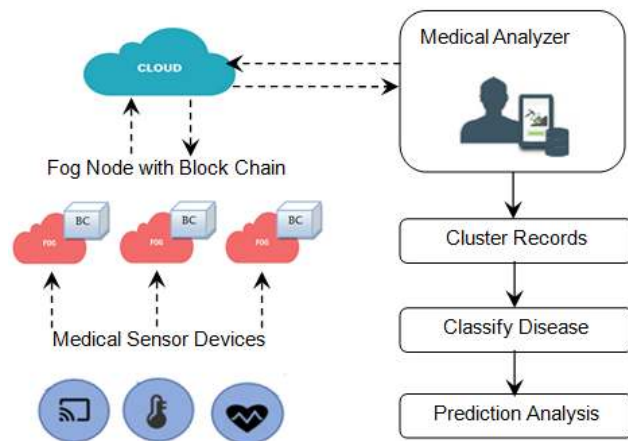 Medical Analyzer
CLOUD
Fog Node with Block Chain
BC
BC
BC
FOG
FOG
FOG
Cluster Records
Medical Sensor Devices
Classify Disease
Prediction Analysis